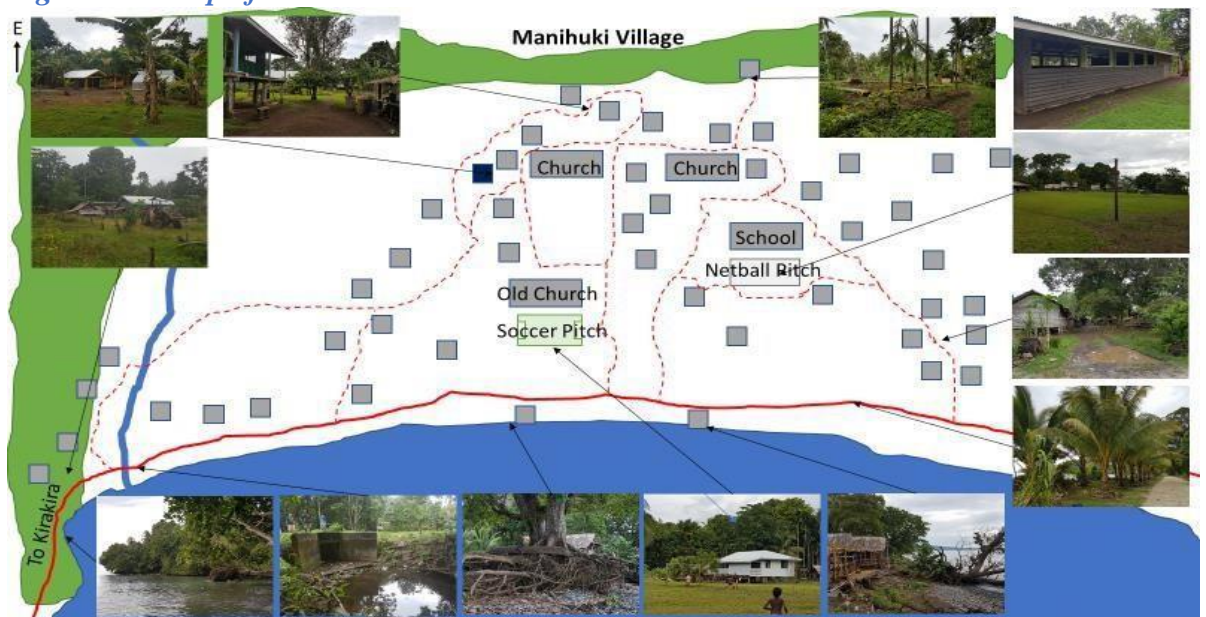 E
Manihuki Village
Church
Church
School
Netball Pitch
Old Church
Soccer Pitch
To Kirakira